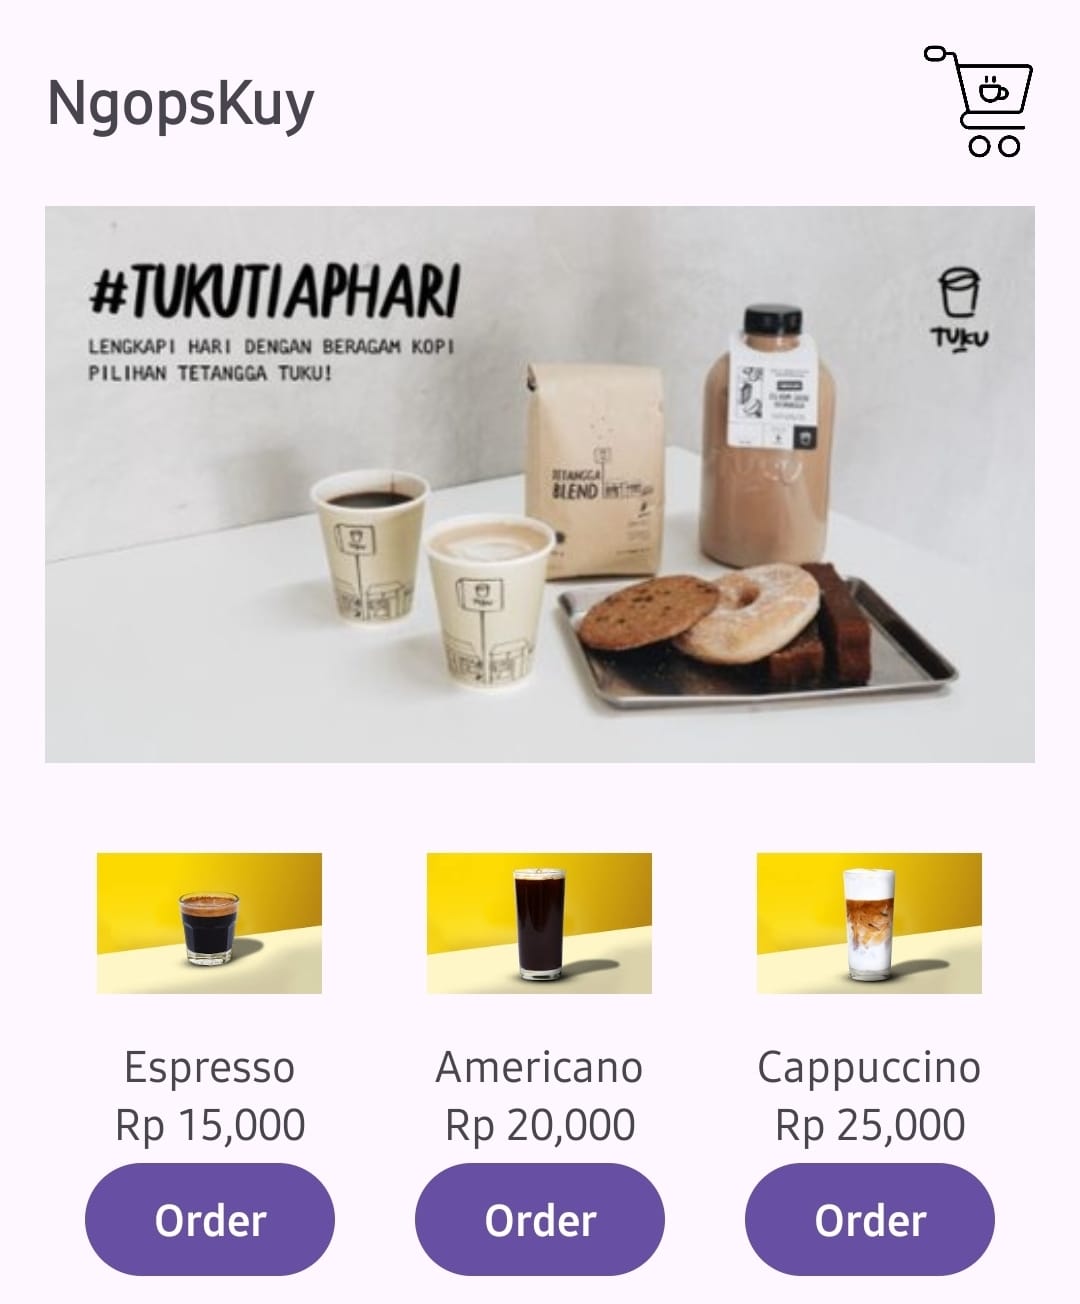 NgopsKuy
#TUKUTIAPHARI
LENGKAPI HARI DENGAN BERAGAM KOPI
PILIHAN TETANGGA TUKU!
TUKU
TETANGGA
BLEND
Espresso
Rp 15,000
Order
Americano
Rp 20,000
Order
Cappuccino
Rp 25,000
Order